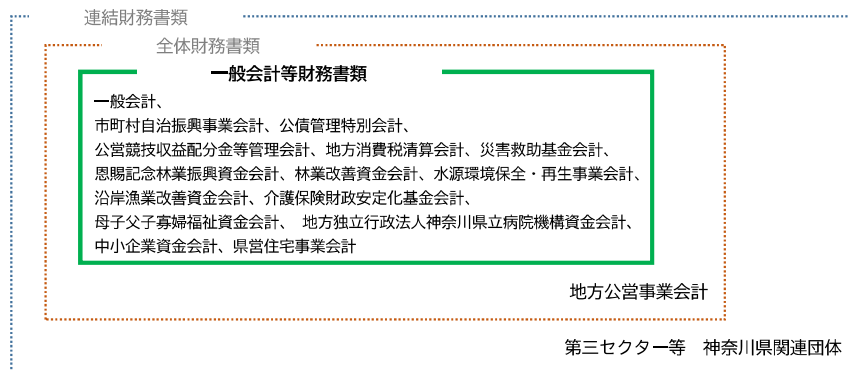 連結財務書類
全体財務書類
一般会計等財務書類
一般会計、
市町村自治振興事業会計、公債管理特別会計、
公営競技収益配分金等管理会計、地方消費税清算会計、災害救助基金会計、
恩賜記念林業振興資金会計、林業改善資金会計、水源環境保全・再生事業会計、
沿岸漁業改善資金会計、介護保険財政安定化基金会計、
母子父子寡婦福祉資金会計、 地方独立行政法人神奈川県立病院機構資金会計、
中小企業資金会計、県営住宅事業会計
地方公営事業会計
第三セクター等　神奈川県関連団体